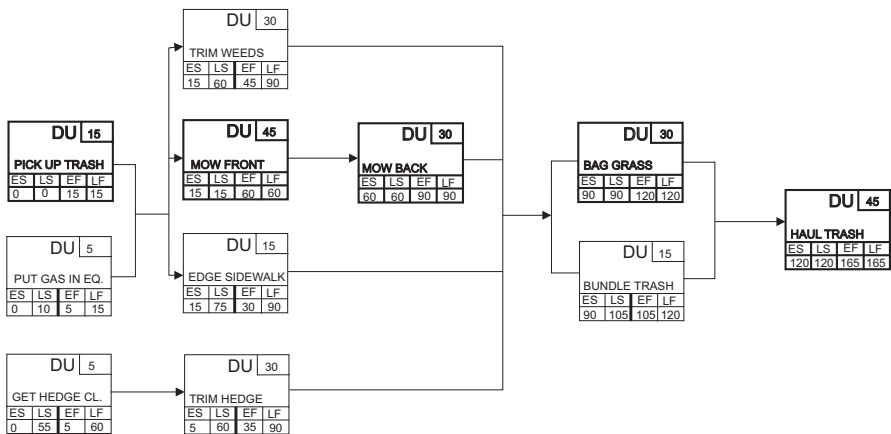 DU 30
TRIM WEEDS
ES LS EF LF
15 60 45 90
DU 15
PICK UP TRASH
ES LS EF LF
0 0 15 15
DU 45
MOW FRONT
ES LS EF LF
15 15 60 60
DU 30
MOW BACK
ES LS EF LF
60 60 90 90
DU 30
BAG GRASS
ES LS EF LF
90 90 120 120
DU 45
HAUL TRASH
ES LS EF LF
120 120 165 165
DU 5
PUT GAS IN EQ.
ES LS EF LF
0 10 5 15
DU 15
EDGE SIDEWALK
ES LS EF LF
15 75 30 90
DU 15
BUNDLE TRASH
ES LS EF LF
90 105 105 120
DU 5
GET HEDGE CL.
ES LS EF LF
0 55 5 60
DU 30
TRIM HEDGE
ES LS EF LF
5 60 35 90